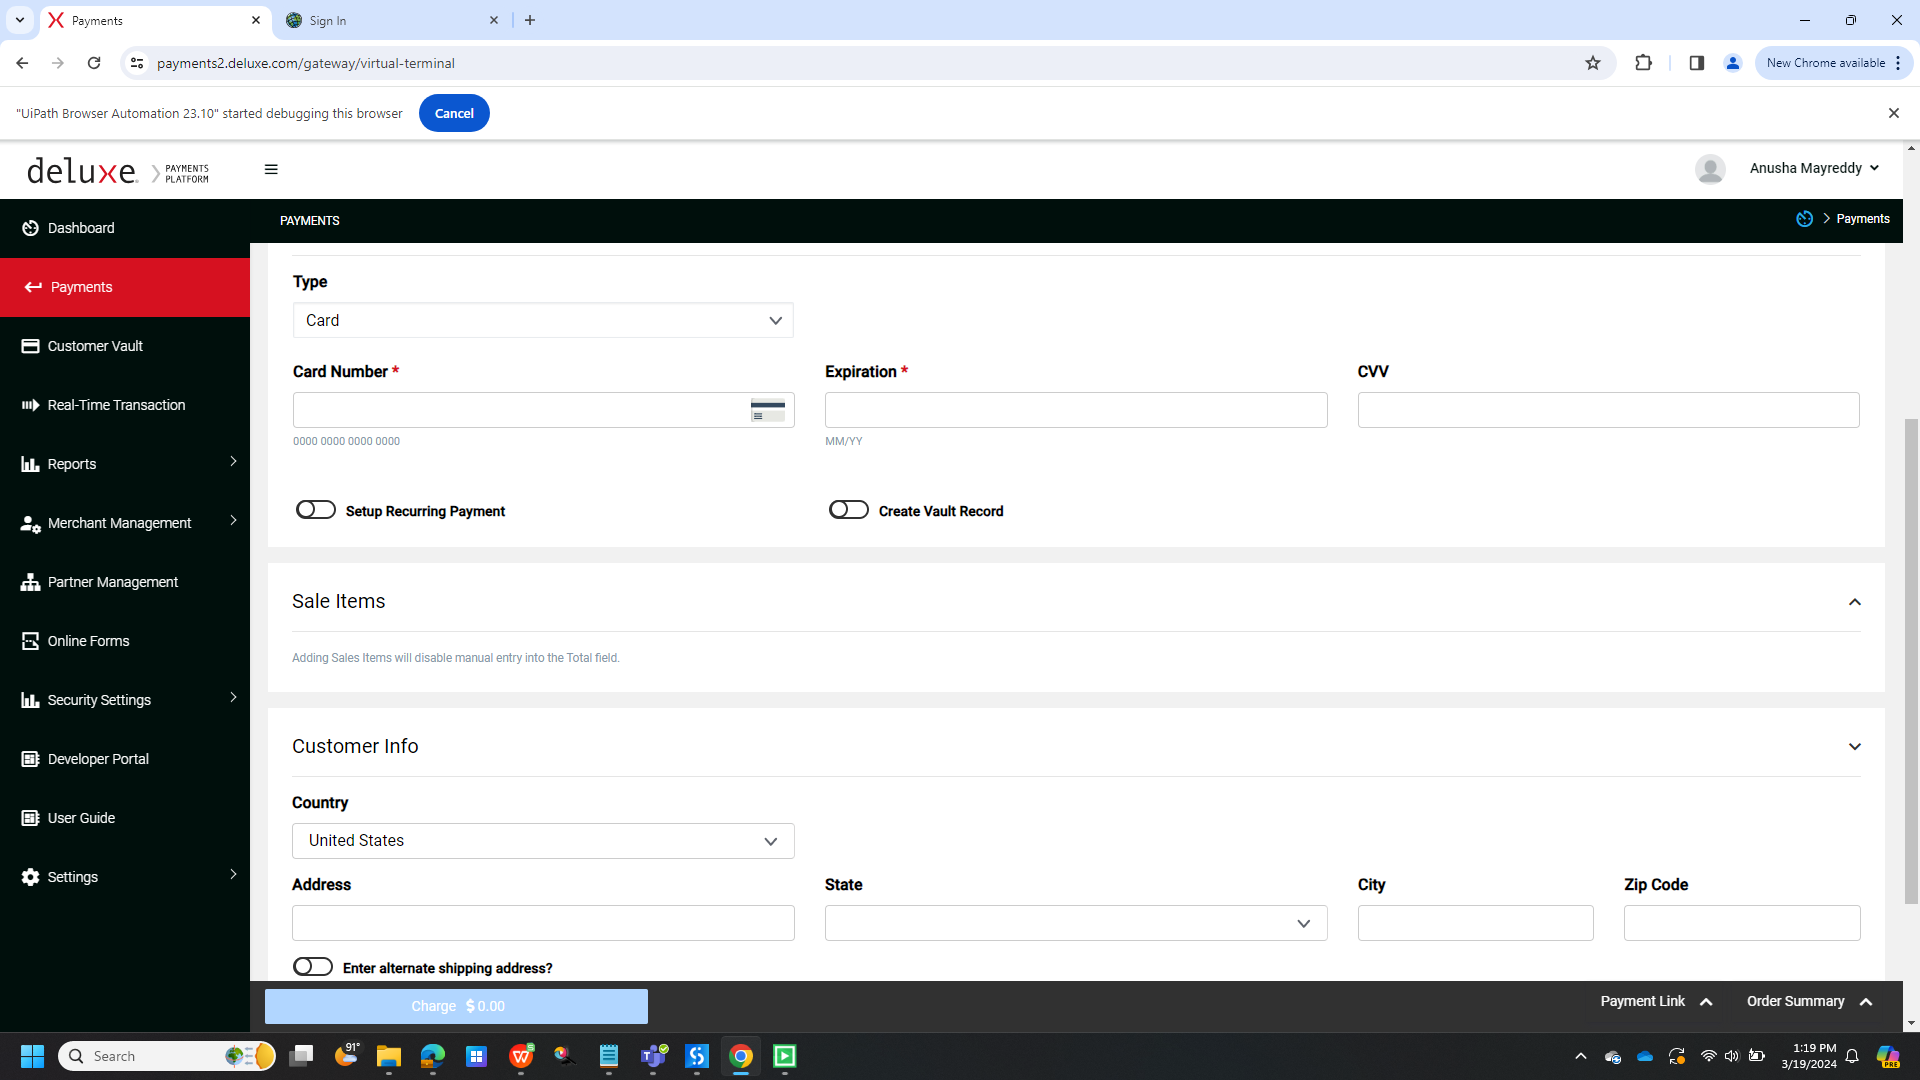 Payments
Sign In
payments2.deluxe.com/gateway/virtual-terminal
New Chrome available
"UiPath Browser Automation 23.10" started debugging this browser
Cancel
deluxe.
PAYMENTS
PLATFORM
Anusha Mayreddy
Dashboard
Payments
Customer Vault
Real-Time Transaction
Reports
Merchant Management
Partner Management
Online Forms
Security Settings
Developer Portal
User Guide
Settings
PAYMENTS
Payments
Type
Card
Card Number *
Expiration *
CVV
0000 0000 0000 0000
MM/YY
Setup Recurring Payment
Create Vault Record
Sale Items
Adding Sales Items will disable manual entry into the Total field.
Customer Info
Country
United States
Address
State
City
Zip Code
Enter alternate shipping address?
Charge $ 0.00
Payment Link
Order Summary
Search
91°
1:19 PM
3/19/2024
PRE